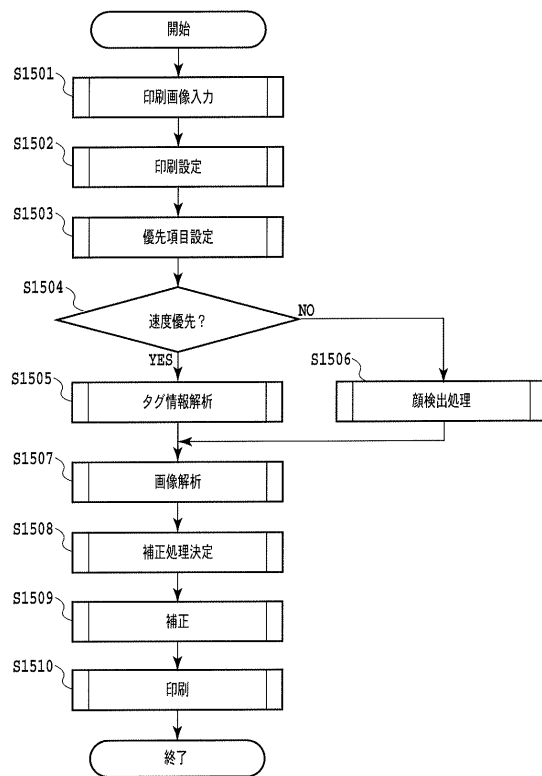 開始
S1501
印刷画像入力
S1502
印刷設定
S1503
優先項目設定
S1504
速度優先?
NO
YES
S1505
タグ情報解析
S1506
顔検出処理
S1507
画像解析
S1508
補正処理決定
S1509
補正
S1510
印刷
終了